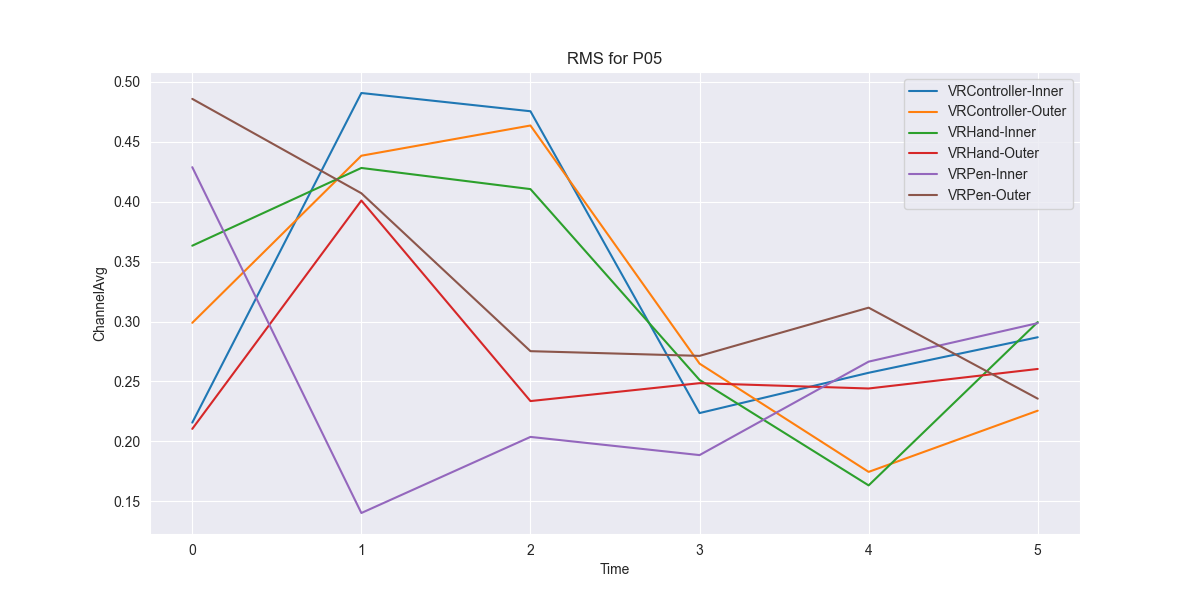 RMS for P05
0.50
0.45
0.40
0.35
0.30
0.25
0.20
0.15
ChannelAvg
0 1 2 3 4 5
Time
VRController-Inner
VRController-Outer
VRHand-Inner
VRHand-Outer
VRPen-Inner
VRPen-Outer